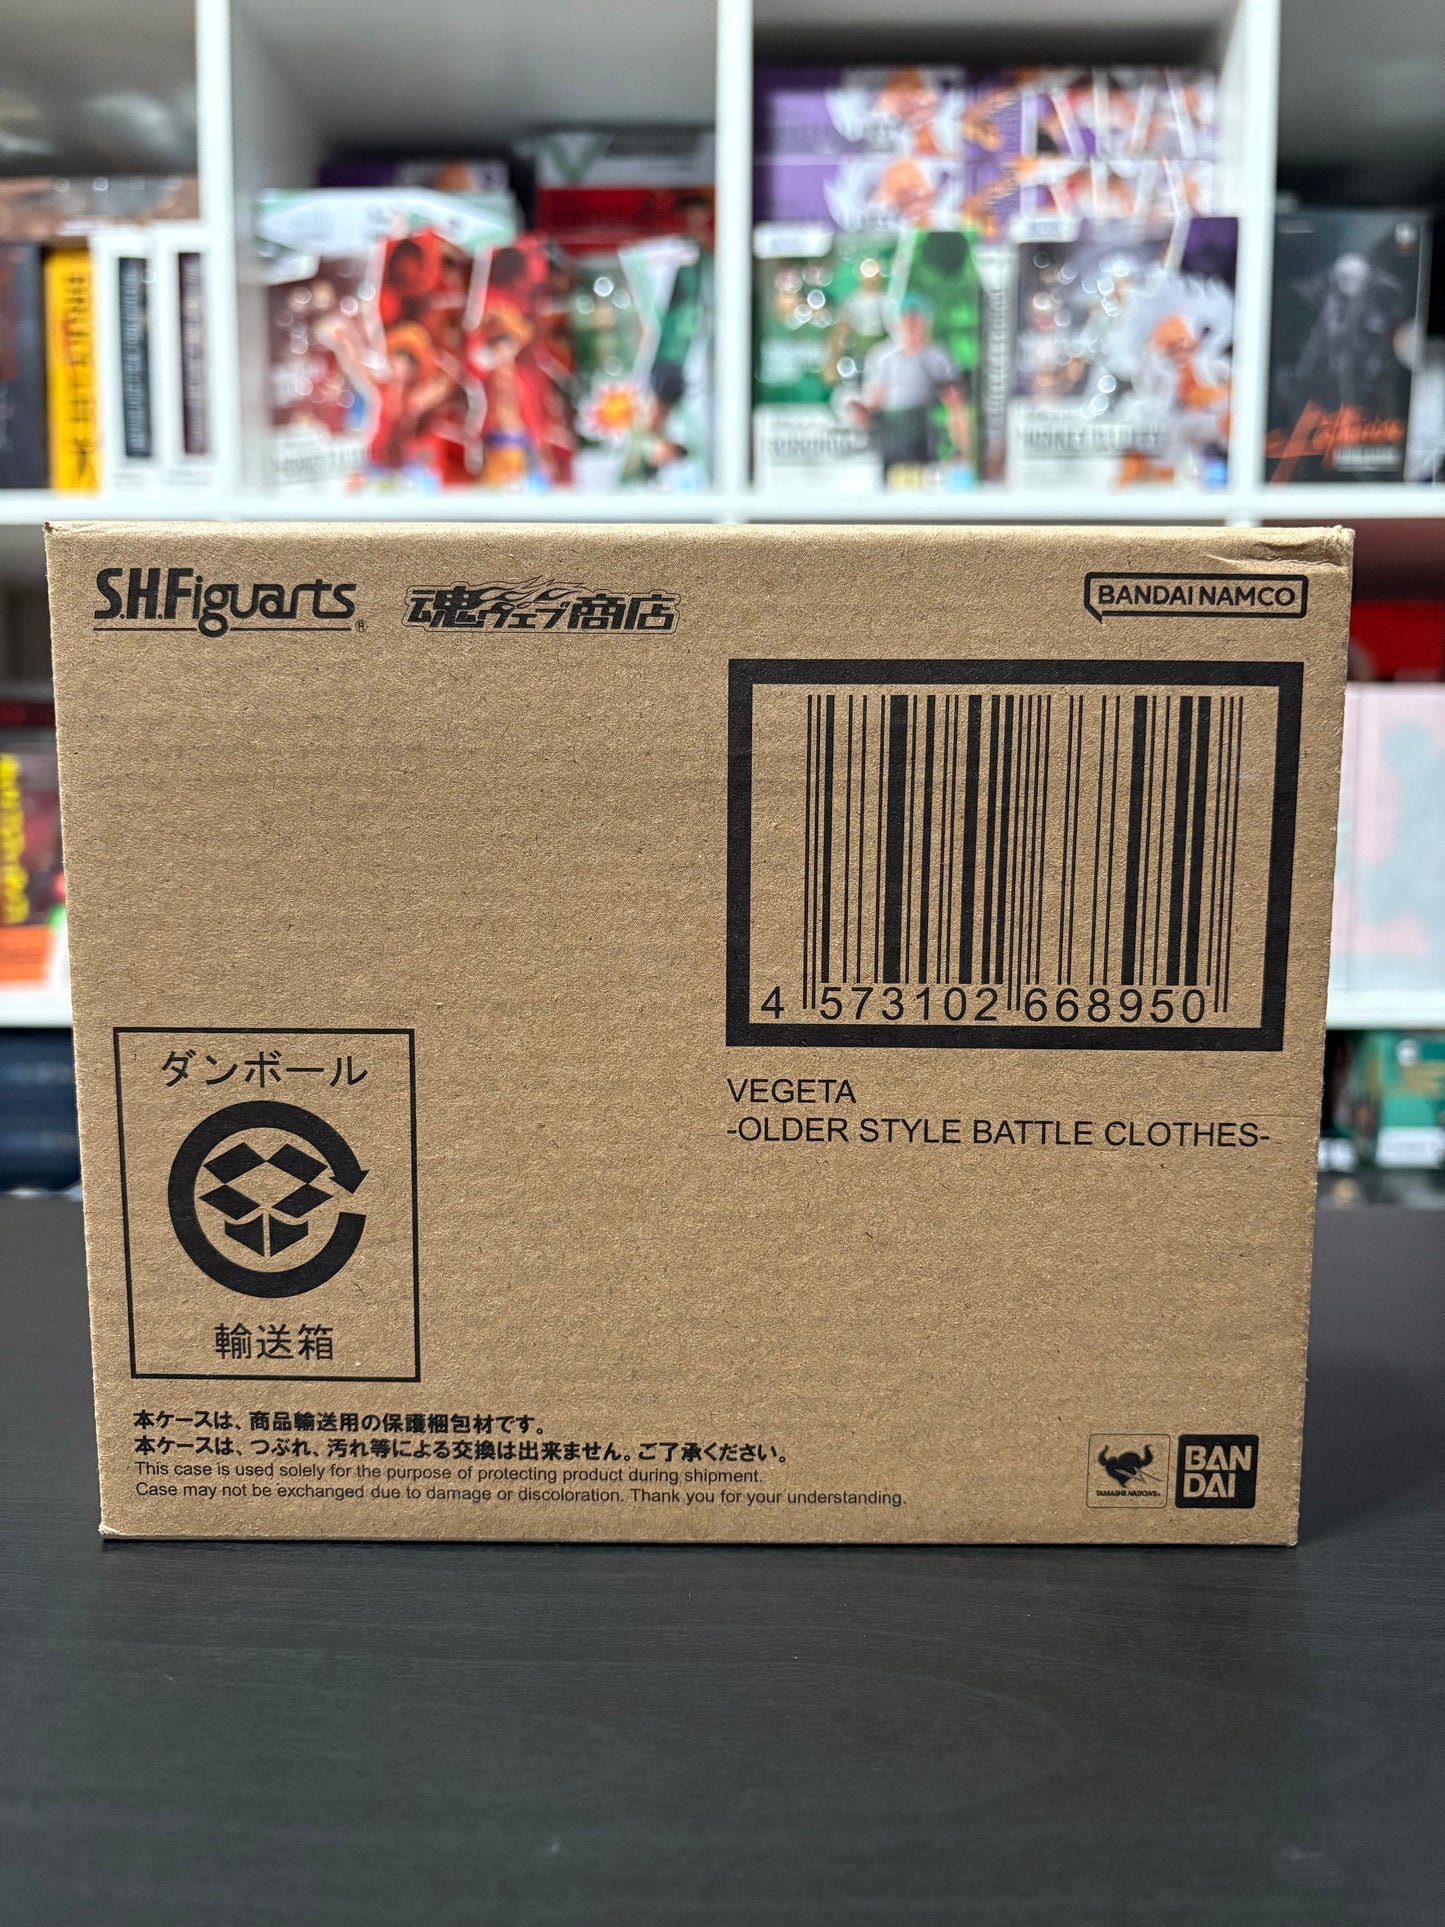 S.H.Figuarts®
魂ウェブ商店
BANDAI NAMCO
4 573102 668950
VEGETA
-OLDER STYLE BATTLE CLOTHES-
ダンボール
輸送箱
本ケースは、商品輸送用の保護梱包材です。
本ケースは、つぶれ、汚れ等による交換は出来ません。ご了承ください。
This case is used solely for the purpose of protecting product during shipment.
Case may not be exchanged due to damage or discoloration. Thank you for your understanding.
TAMASHII NATIONS
BAN
DAI